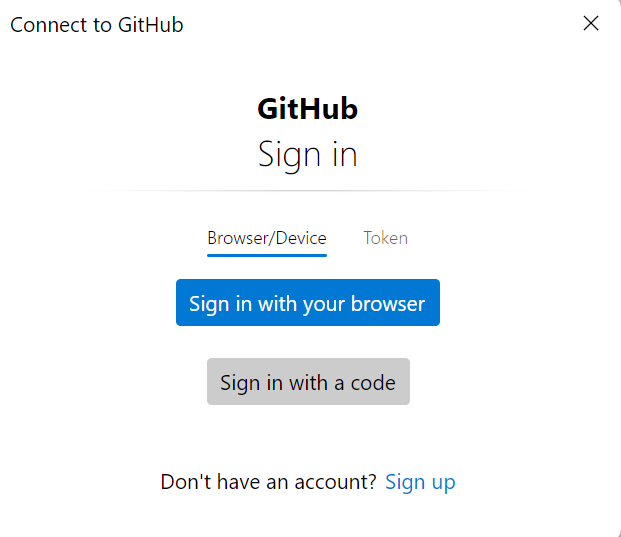 Connect to GitHub
GitHub
Sign in
Browser/Device Token
Sign in with your browser
Sign in with a code
Don't have an account? Sign up